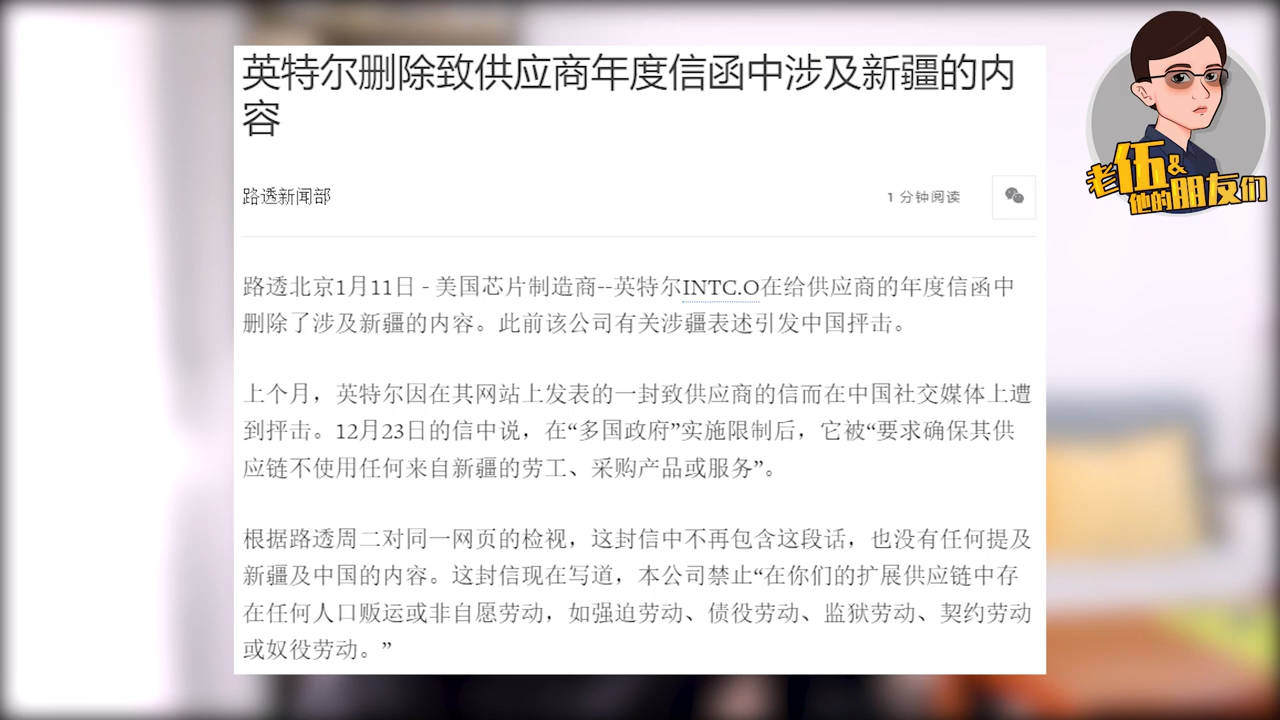 英特尔删除致供应商年度信函中涉及新疆的内
容
路透新闻部
1 分钟阅读
路透北京1月11日 - 美国芯片制造商--英特尔INTC.O在给供应商的年度信函中
删除了涉及新疆的内容。此前该公司有关涉疆表述引发中国抨击。
上个月，英特尔因在其网站上发表的一封致供应商的信而在中国社交媒体上遭
到抨击。12月23日的信中说，在“多国政府”实施限制后，它被“要求确保其供
应链不使用任何来自新疆的劳工、采购产品或服务”。
根据路透周二对同一网页的检视，这封信中不再包含这段话，也没有任何提及
新疆及中国的内容。这封信现在写道，本公司禁止“在你们的扩展供应链中存
在任何人口贩运或非自愿劳动，如强迫劳动、债役劳动、监狱劳动、契约劳动
或奴役劳动。”
老伍&
他的朋友们